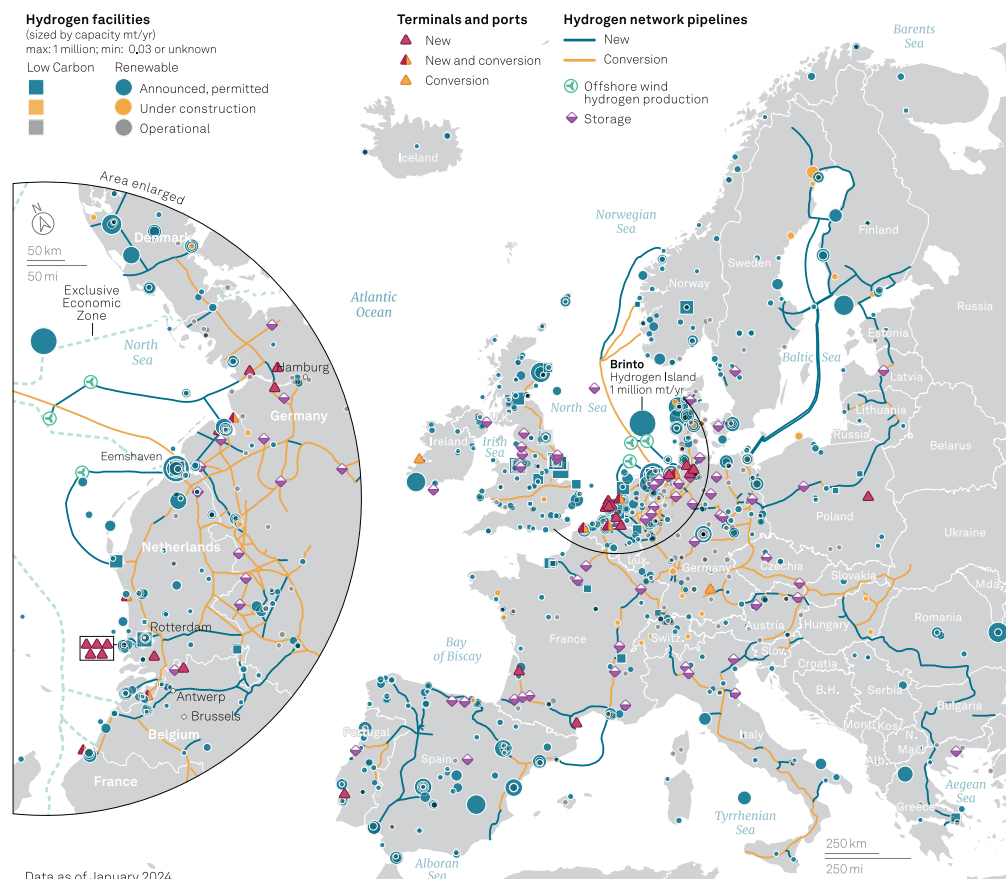 Hydrogen facilities
(sized by capacity mt/yr)
max: 1 million; min: 0.03 or unknown
Low Carbon
Renewable
Announced, permitted
Under construction
Operational
Terminals and ports
New
New and conversion
Conversion
Hydrogen network pipelines
New
Conversion
Offshore wind
hydrogen production
Storage
Barents
Sea
Iceland
Norwegian
Sea
Finland
Sweden
Norway
Russia
Atlantic
Ocean
Estonia
Baltic Sea
Latvia
Lithuania
Russia
Belarus
Brinto
Hydrogen Island
1 million mt/yr
North Sea
Ireland
Irish
Sea
Poland
Ukraine
Lux.
Germany
Czechia
Slovakia
Mda.
Austria
Hungary
Romania
France
Switz.
Slov.
Croatia
Bay
of Biscay
B.H.
Serbia
Bulgaria
Mont.
Kos.
N.
Mac.
Alb.
Italy
Portugal
Spain
Greece
Aegean
Sea
Tyrrhenian
Sea
Alboran
Sea
250 km
250 mi
Area enlarged
N
50 km
50 mi
Exclusive
Economic
Zone
Denmark
North
Sea
Hamburg
Germany
Eemshaven
Netherlands
Rotterdam
Antwerp
Brussels
Belgium
France
Data as of January 2024